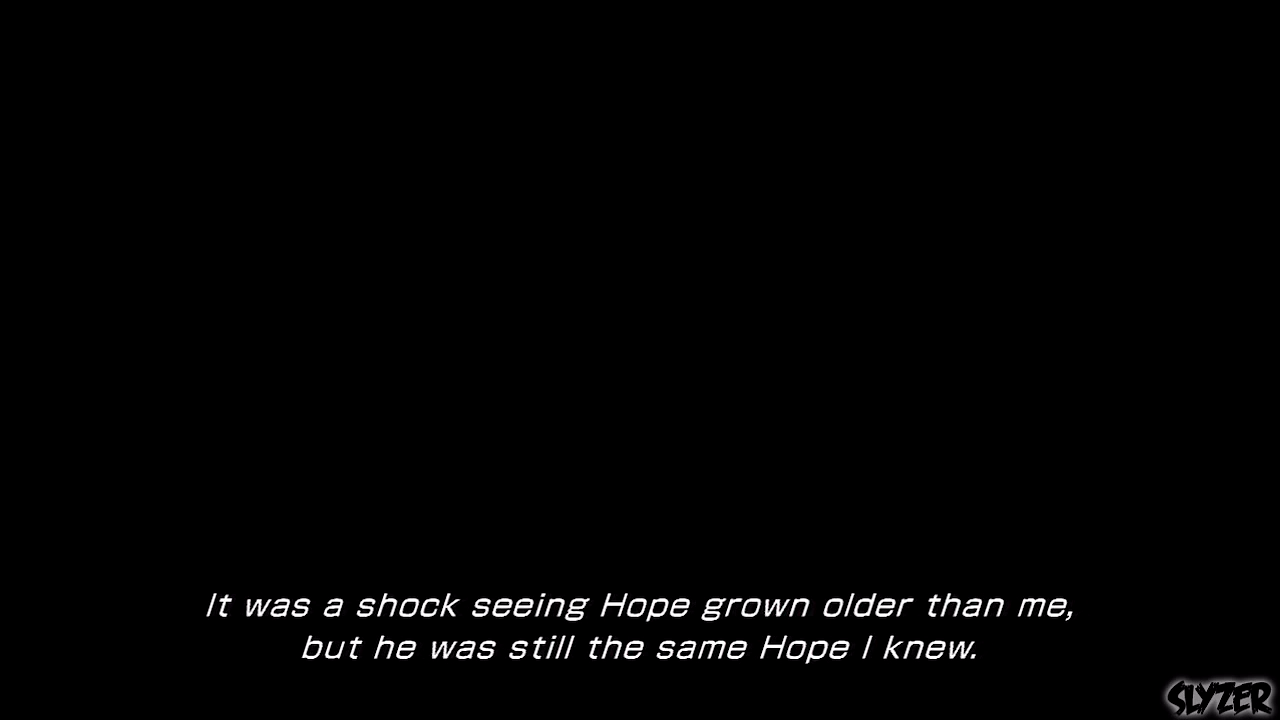 It was a shock seeing Hope grown older than me,
but he was still the same Hope I knew.
SLYZER